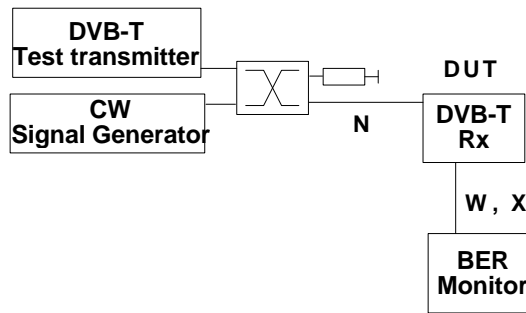 DVB-T
Test transmitter
CW
Signal Generator
N
DUT
DVB-T
Rx
W , X
BER
Monitor